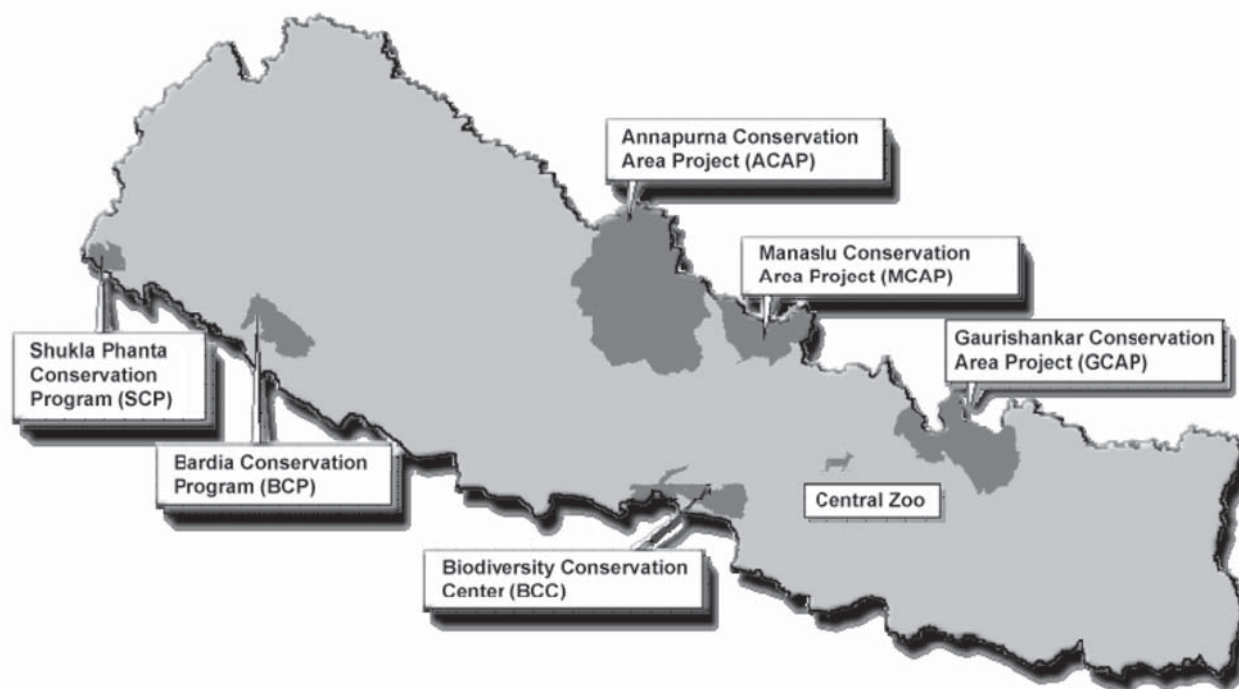 Annapurna Conservation
Area Project (ACAP)
Manaslu Conservation
Area Project (MCAP)
Gaurishankar Conservation
Area Project (GCAP)
Shukla Phanta
Conservation
Program (SCP)
Bardia Conservation
Program (BCP)
Central Zoo
Biodiversity Conservation
Center (BCC)